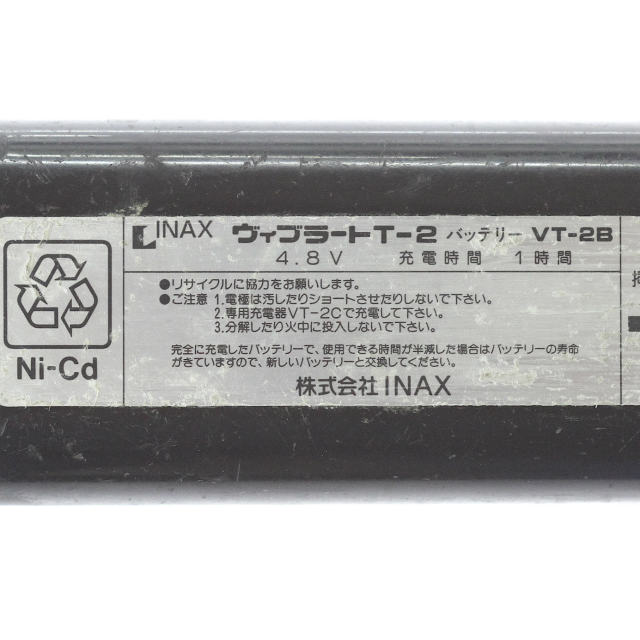 INAX ヴィブラートT-2 バッテリー VT-2B
4.8V 充電時間 1時間
●リサイクルに協力をお願いします。
●ご注意 1.電極は汚したりショートさせたりしないで下さい。
2.専用充電器VT-2Cで充電して下さい。
3.分解したり火中に投入しないで下さい。
完全に充電したバッテリーで、使用できる時間が半減した場合はバッテリーの寿命
がきていますので、新しいバッテリーと交換してください。
株式会社 INAX
Ni-Cd